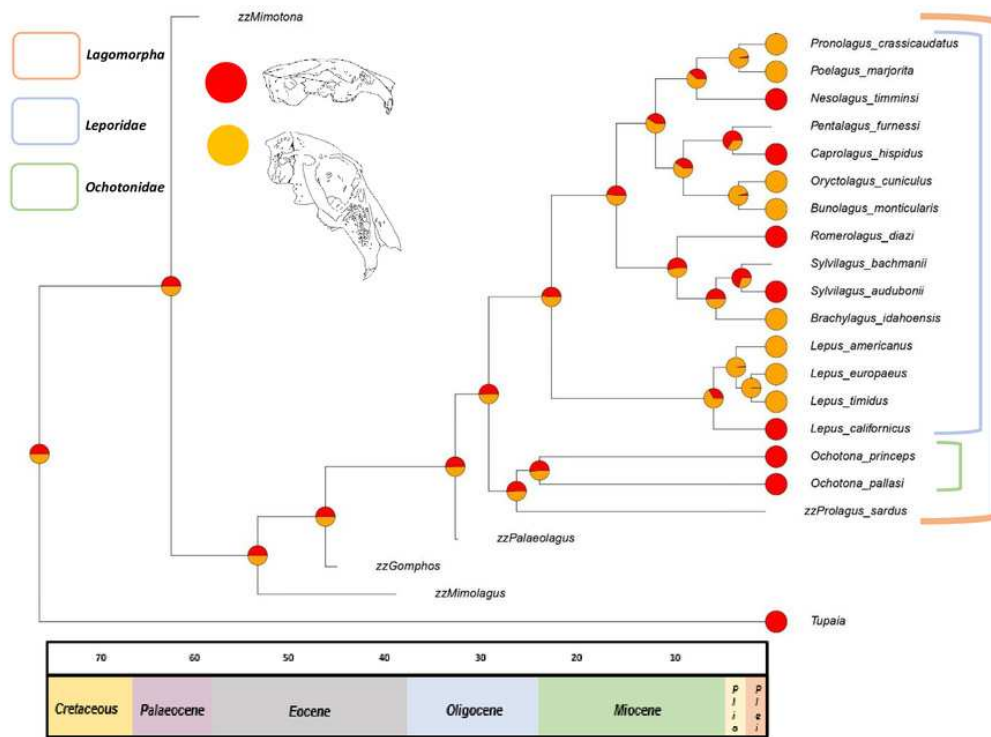 zzMimotona
Lagomorpha
Leporidae
Ochotonidae
Pronolagus_crassicaudatus
Poelagus_marjorita
Nesolagus_timminsi
Pentalagus_furnessi
Caprolagus_hispidus
Oryctolagus_cuniculus
Bunolagus_monticularis
Romerolagus_diazi
Sylvilagus_bachmanii
Sylvilagus_audubonii
Brachylagus_idahoensis
Lepus_americanus
Lepus_europaeus
Lepus_timidus
Lepus_californicus
Ochotona_princeps
Ochotona_pallasi
zzProlagus_sardus
zzPalaeolagus
zzGomphos
zzMimolagus
Tupaia
70 60 50 40 30 20 10
Cretaceous Palaeocene Eocene Oligocene Miocene plio plei